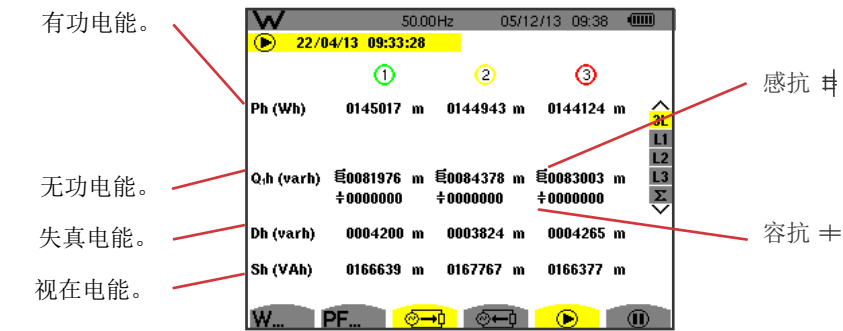 有功电能。
无功电能。
失真电能。
视在电能。
W 50.00Hz 05/12/13 09:38
22/04/13 09:33:28
1 2 3
Ph (Wh) 0145017 m 0144943 m 0144124 m
Q₁h (varh) 0081976 m 0084378 m 0083003 m
0000000 0000000 0000000
Dh (varh) 0004200 m 0003824 m 0004265 m
Sh (VAh) 0166639 m 0167767 m 0166377 m
3L
L1
L2
L3
Σ
W... PF...
感抗
容抗